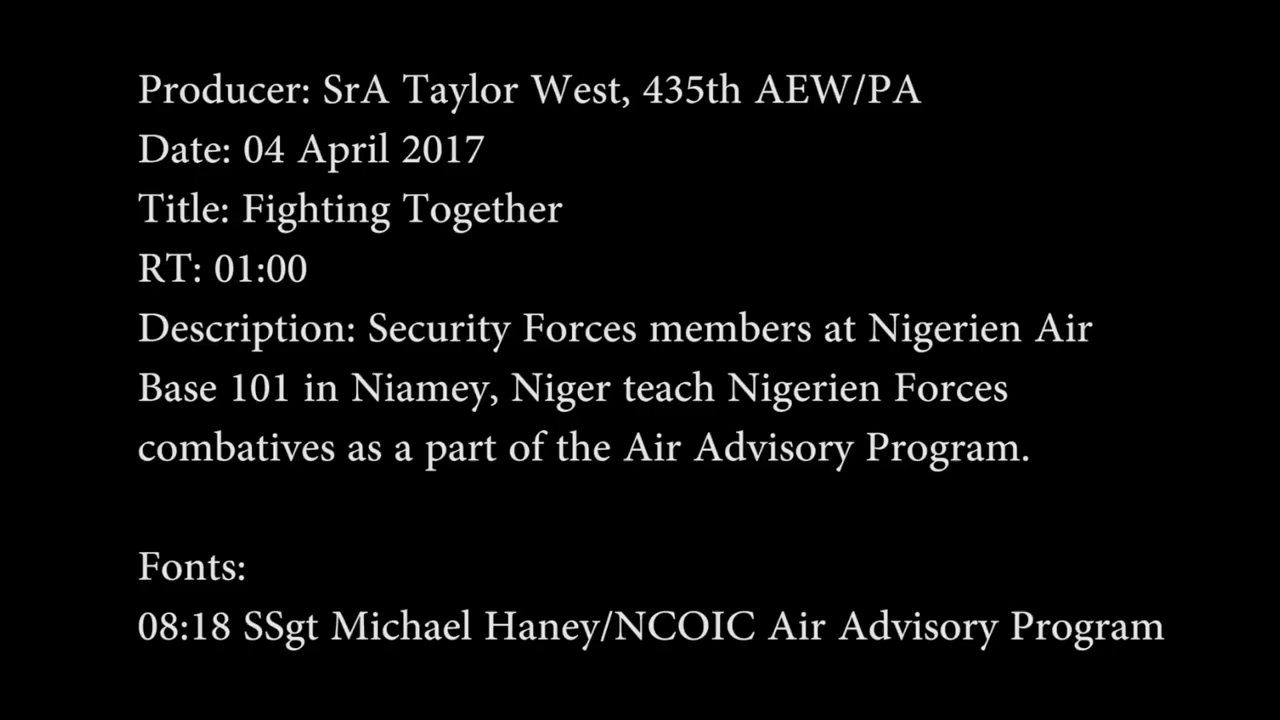 Producer: SrA Taylor West, 435th AEW/PA
Date: 04 April 2017
Title: Fighting Together
RT: 01:00
Description: Security Forces members at Nigerien Air
Base 101 in Niamey, Niger teach Nigerien Forces
combatives as a part of the Air Advisory Program.
Fonts:
08:18 SSgt Michael Haney/NCOIC Air Advisory Program